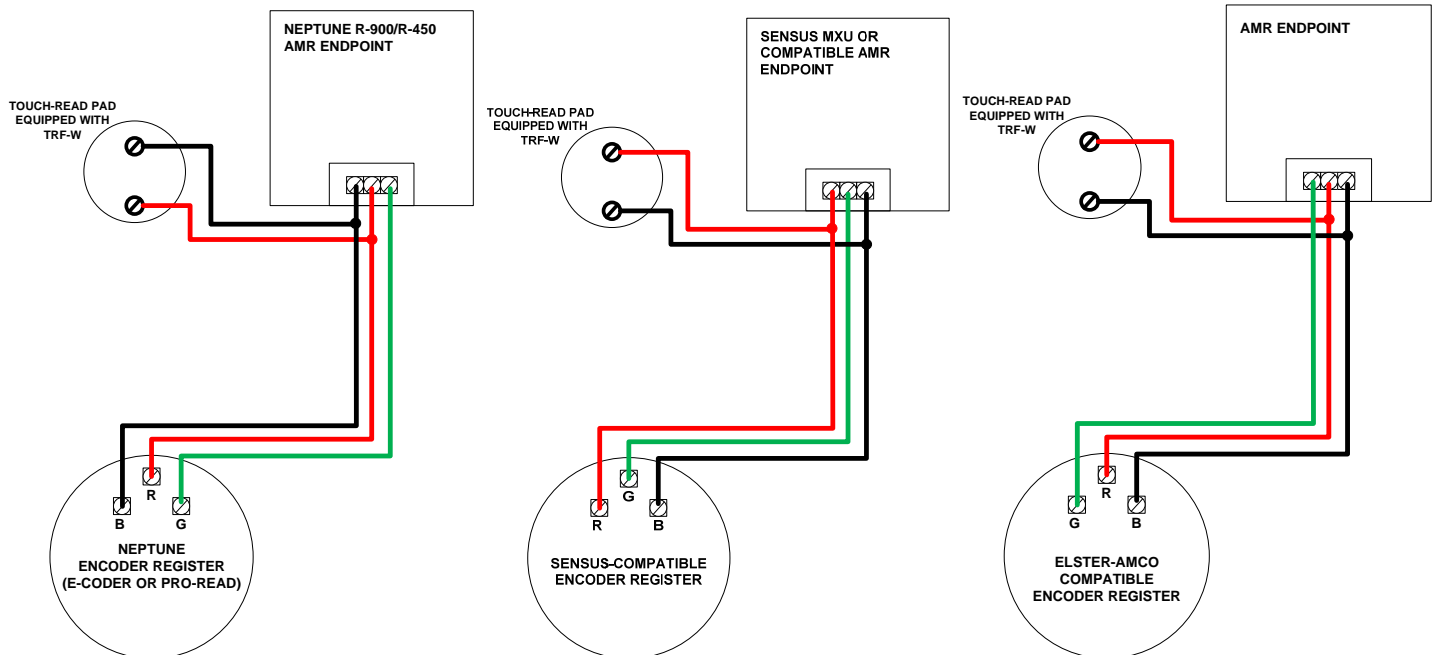 NEPTUNE R-900/R-450
AMR ENDPOINT
TOUCH-READ PAD
EQUIPPED WITH
TRF-W
B
R
G
NEPTUNE
ENCODER REGISTER
(E-CODER OR PRO-READ)
SENSUS MXU OR
COMPATIBLE AMR
ENDPOINT
TOUCH-READ PAD
EQUIPPED WITH
TRF-W
R
G
B
SENSUS-COMPATIBLE
ENCODER REGISTER
AMR ENDPOINT
TOUCH-READ PAD
EQUIPPED WITH
TRF-W
G
R
B
ELSTER-AMCO
COMPATIBLE
ENCODER REGISTER